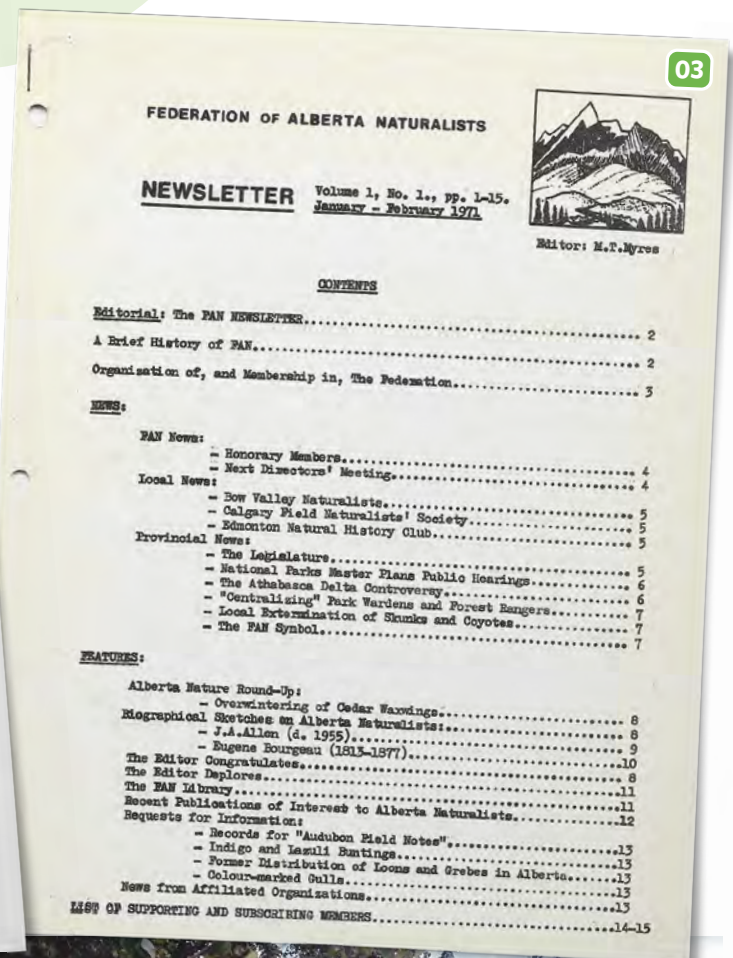 03
FEDERATION OF ALBERTA NATURALISTS
NEWSLETTER
Volume 1, No. 1., pp. 1-15.
January - February 1971
Editor: M.T.Myres
CONTENTS
Editorial: The FAN NEWSLETTER 2
A Brief History of FAN 2
Organisation of, and Membership in, The Federation 3
NEWS:
FAN News:
- Honorary Members 4
- Next Directors' Meeting 4
Local News:
- Bow Valley Naturalists 5
- Calgary Field Naturalists' Society 5
- Edmonton Natural History Club 5
Provincial News:
- The Legislature 5
- National Parks Master Plans Public Hearings 6
- The Athabasca Delta Controversy 6
- "Centralizing" Park Wardens and Forest Rangers 7
- Local Extermination of Skunks and Coyotes 7
- The FAN Symbol 7
FEATURES:
Alberta Nature Round-Up:
- Overwintering of Cedar Waxwings 8
Biographical Sketches on Alberta Naturalists: 8
- J.A.Allen (d. 1955) 9
- Eugene Bourgeau (1813-1877) 10
The Editor Congratulates 8
The Editor Deplores 11
The FAN Library 11
Recent Publications of Interest to Alberta Naturalists 12
Requests for Information:
- Records for "Audubon Field Notes" 13
- Indigo and Lazuli Buntings 13
- Former Distribution of Loons and Grebes in Alberta 13
- Colour-marked Gulls 13
News from Affiliated Organizations 13
LIST OF SUPPORTING AND SUBSCRIBING MEMBERS 14-15